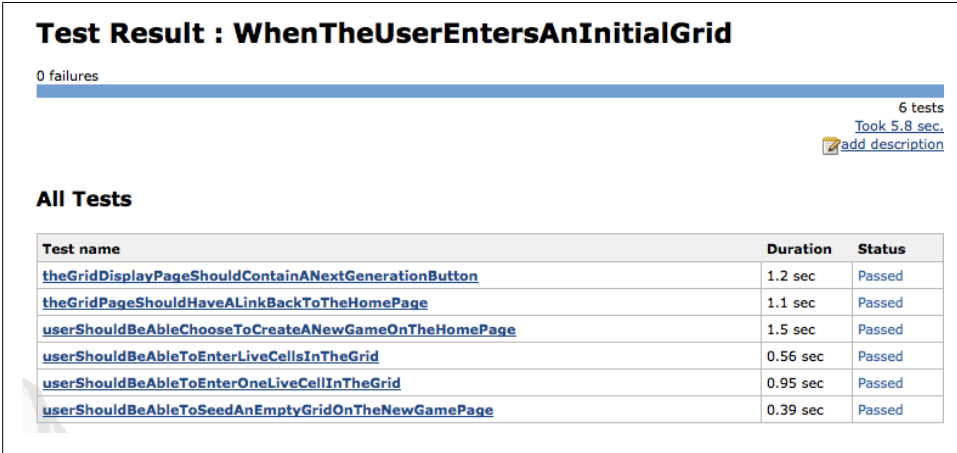 Test Result : WhenTheUserEntersAnInitialGrid
0 failures
6 tests
Took 5.8 sec.
add description
All Tests
Test name Duration Status
theGridDisplayPageShouldContainANextGenerationButton 1.2 sec Passed
theGridPageShouldHaveALinkBackToTheHomePage 1.1 sec Passed
userShouldBeAbleChooseToCreateANewGameOnTheHomePage 1.5 sec Passed
userShouldBeAbleToEnterLiveCellsInTheGrid 0.56 sec Passed
userShouldBeAbleToEnterOneLiveCellInTheGrid 0.95 sec Passed
userShouldBeAbleToSeedAnEmptyGridOnTheNewGamePage 0.39 sec Passed